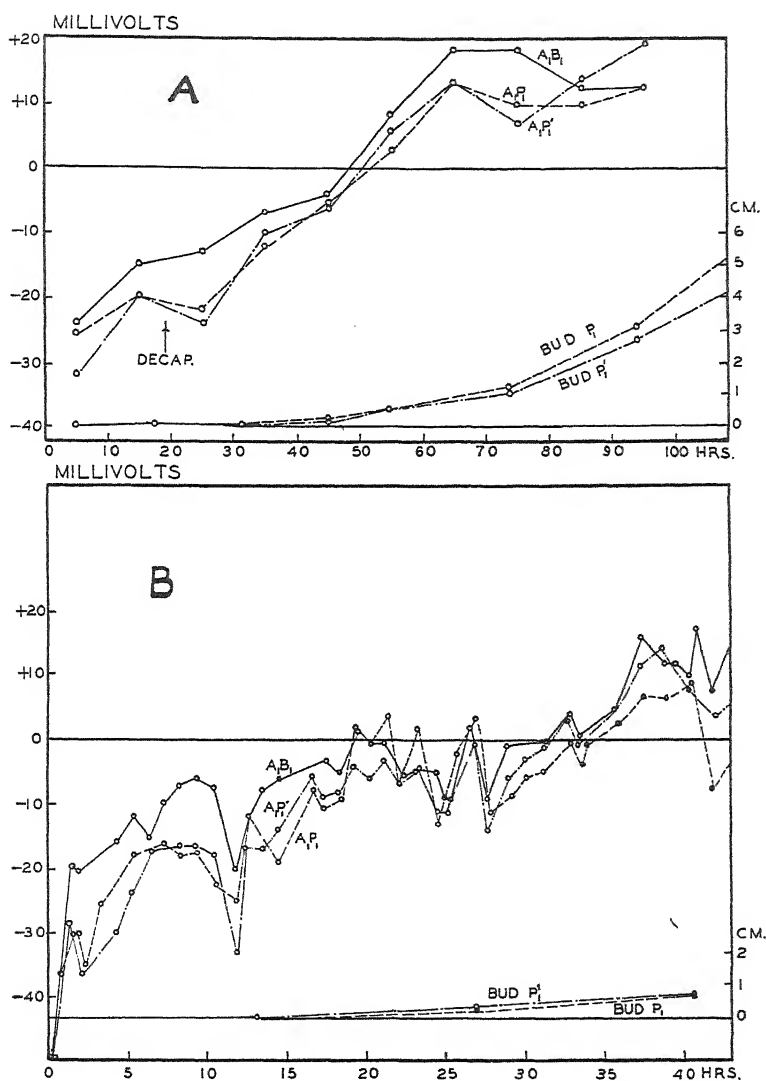 MILLIVOLTS
+20
+10
0
-10
-20
-30
-40
A
A₁B₁
A₁P₁
A₁P₁'
DECAP.
CM.
6
5
4
3
2
1
0
BUD P₁
BUD P₁'
0 10 20 30 40 50 60 70 80 90 100 HRS.
MILLIVOLTS
+20
+10
0
-10
-20
-30
-40
B
A₁B₁
A₁P₁'
A₁P₁
CM.
2
1
0
BUD P₁'
BUD P₁
0 5 10 15 20 25 30 35 40 HRS.